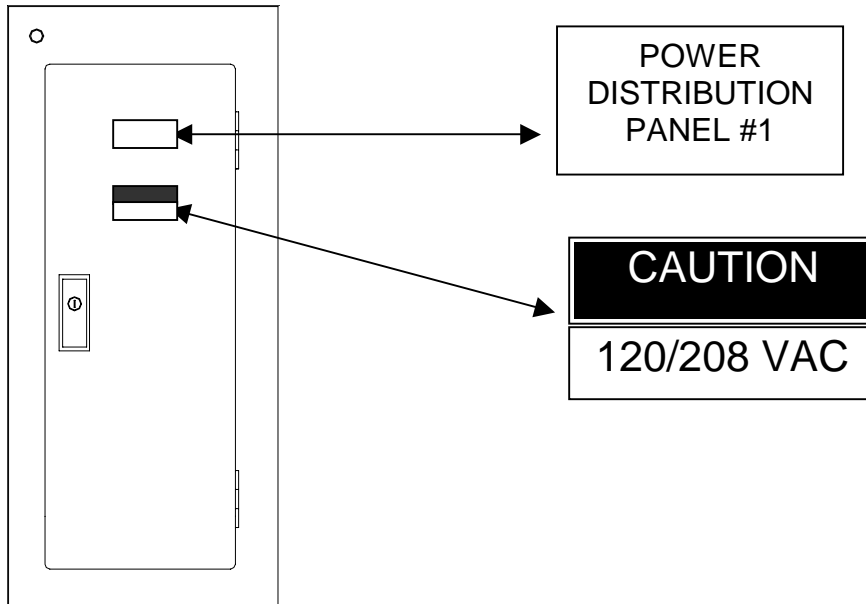 POWER
DISTRIBUTION
PANEL #1
CAUTION
120/208 VAC